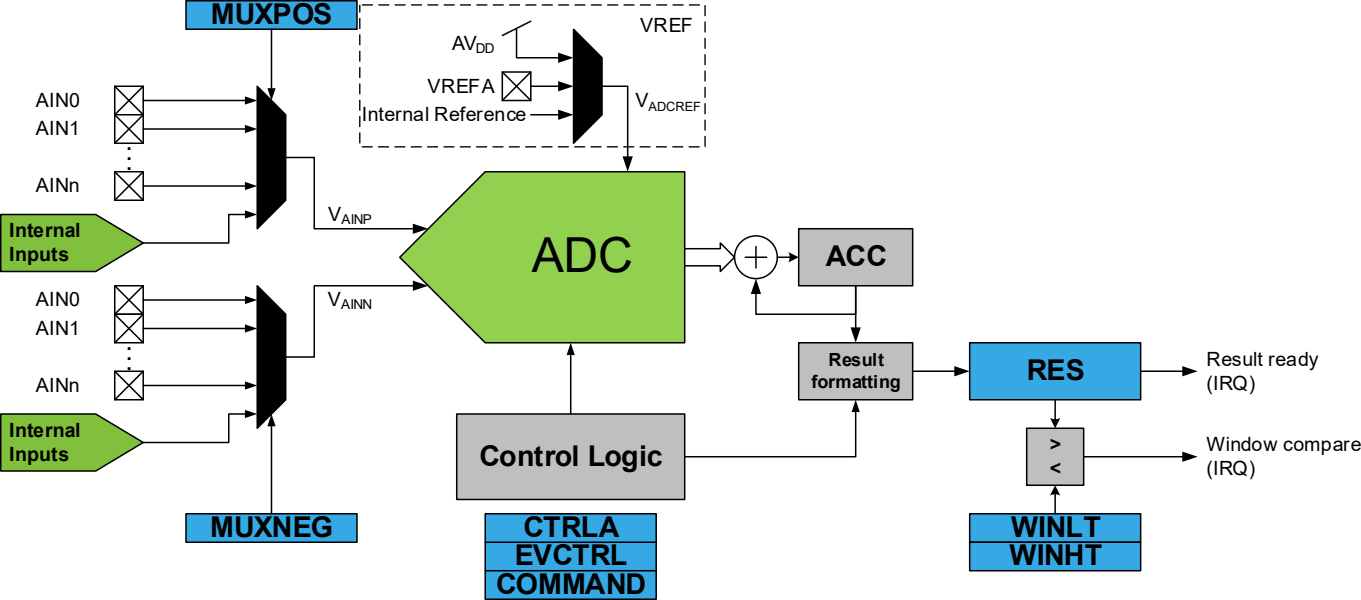 MUXPOS
VREF
AVDD
VREFA
Internal Reference
VADCREF
AIN0
AIN1
AINn
Internal
Inputs
VAINP
ADC
ACC
AIN0
AIN1
AINn
Internal
Inputs
VAINN
MUXNEG
Result
formatting
RES
Result ready
(IRQ)
Control Logic
>
<
Window compare
(IRQ)
CTRLA
EVCTRL
COMMAND
WINLT
WINHT